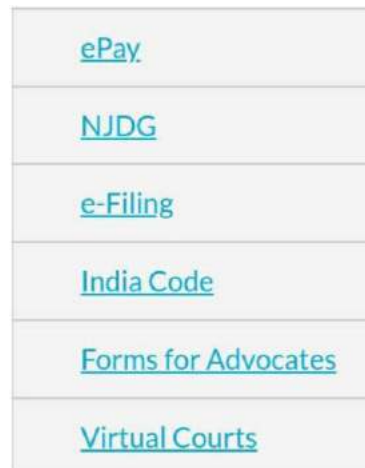 ePay
NJDG
e-Filing
India Code
Forms for Advocates
Virtual Courts